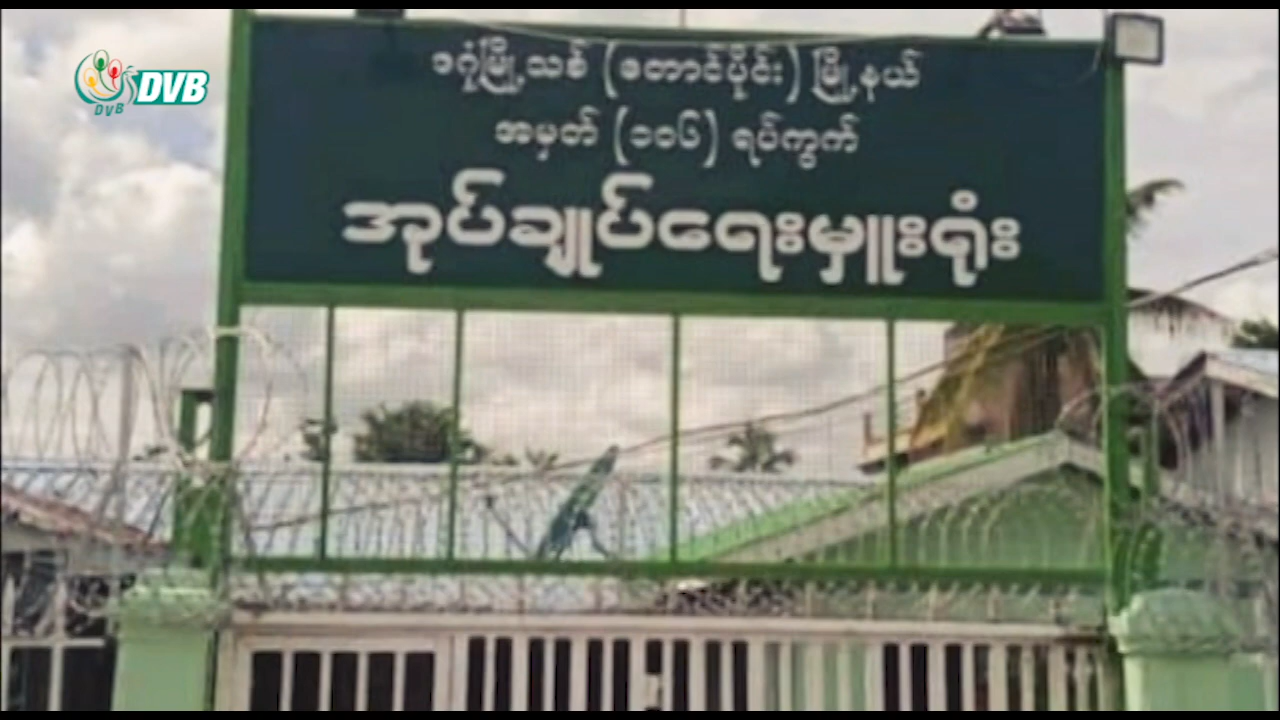 DVB
DVB
ဒဂုံမြို့သစ် (တောင်ပိုင်း) မြို့နယ်
အမှတ် (၁၀၆) ရပ်ကွက်
အုပ်ချုပ်ရေးမှူးရုံး